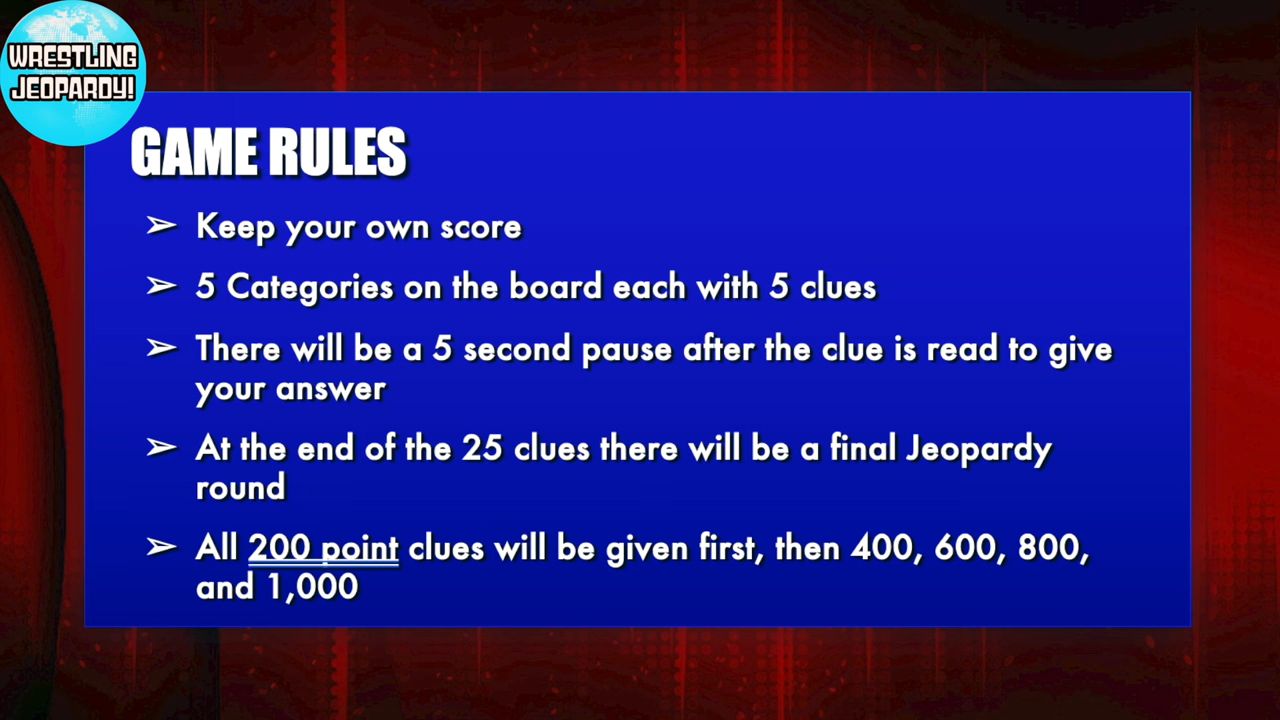 WRESTLING
JEOPARDY!
GAME RULES
➢ Keep your own score
➢ 5 Categories on the board each with 5 clues
➢ There will be a 5 second pause after the clue is read to give
your answer
➢ At the end of the 25 clues there will be a final Jeopardy
round
➢ All 200 point clues will be given first, then 400, 600, 800,
and 1,000